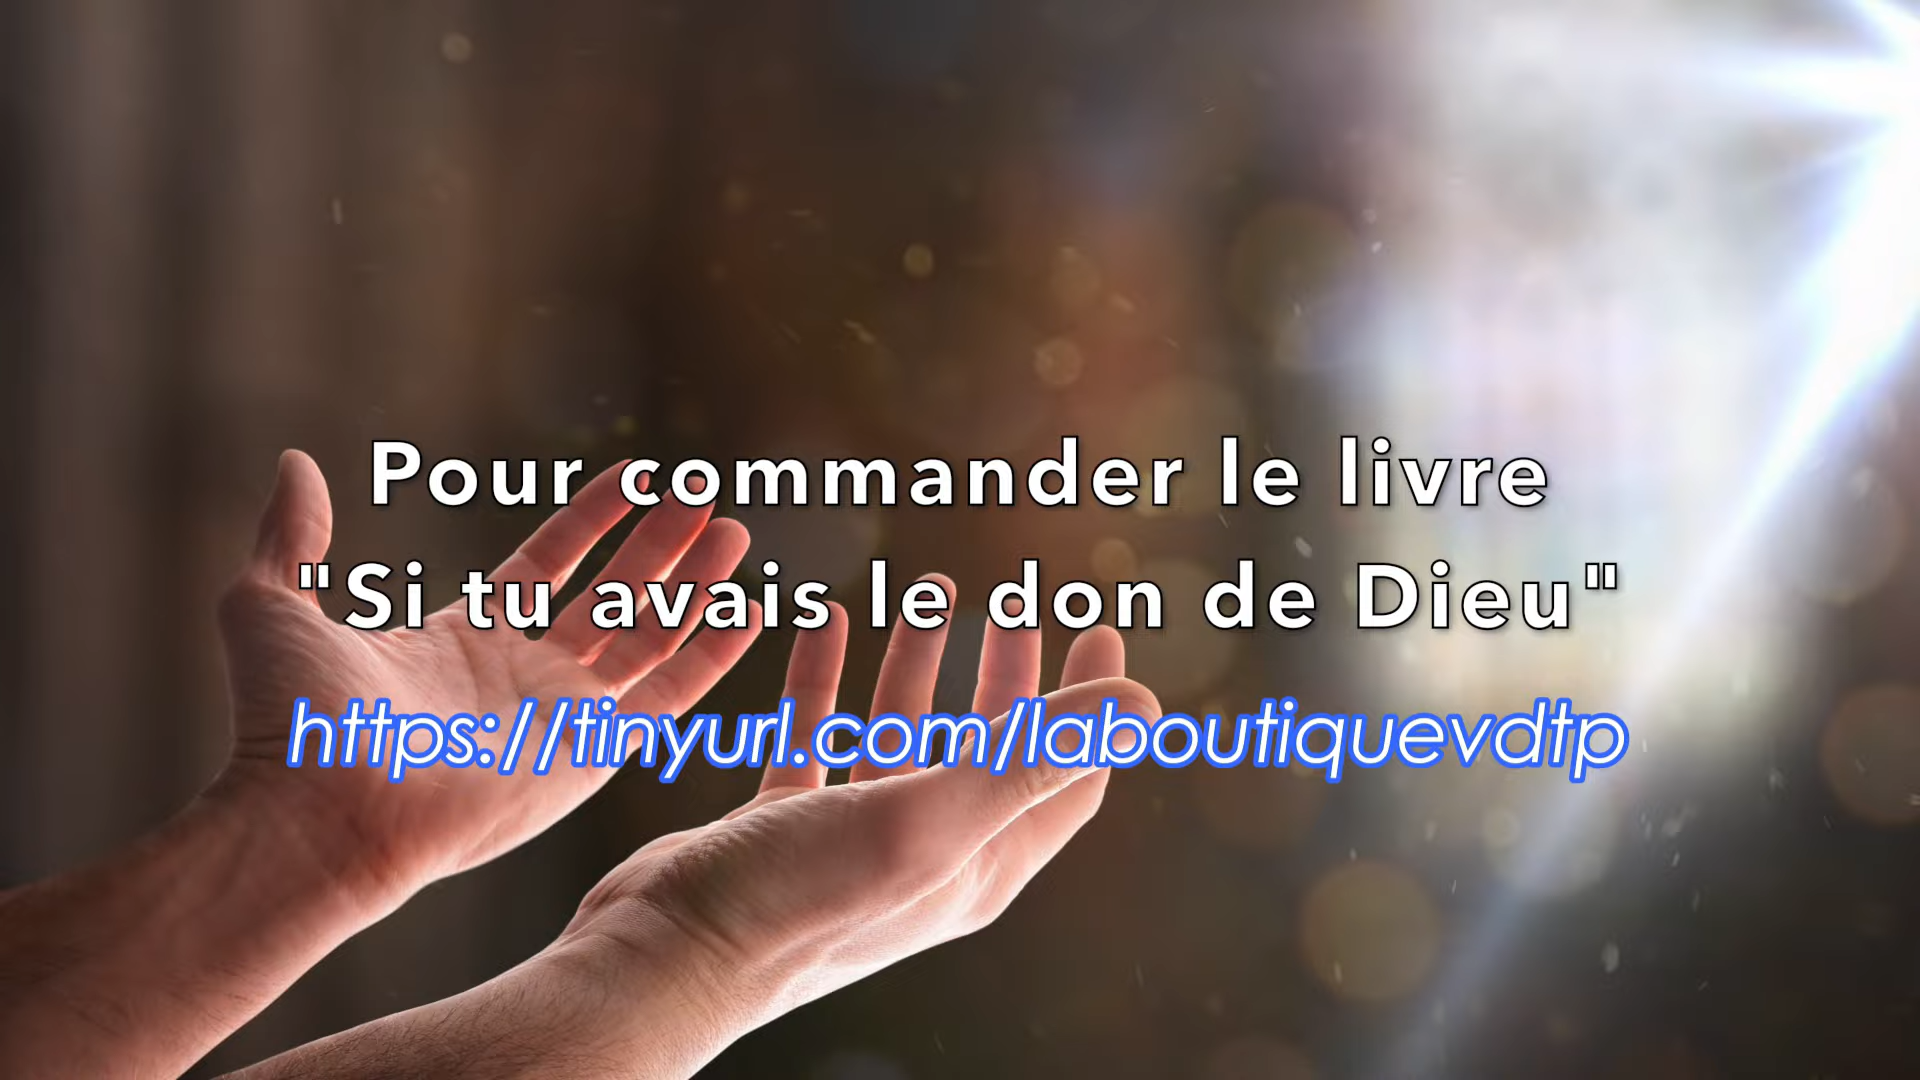 Pour commander le livre
"Si tu avais le don de Dieu"
https://tinyurl.com/laboutiquevdtp